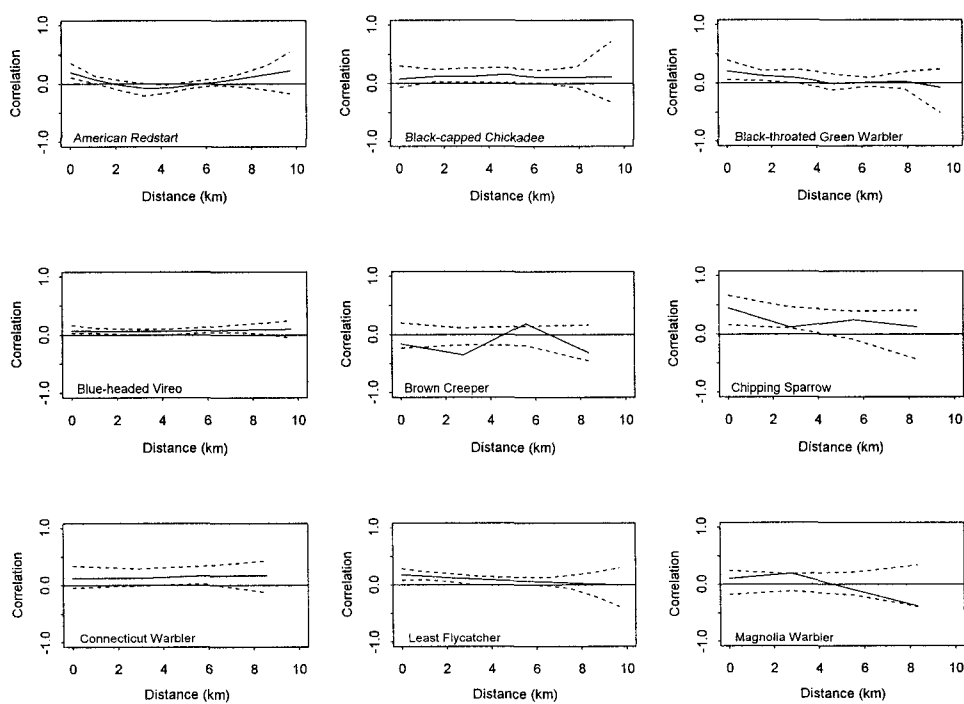 Correlation
1.0
0.0
-1.0
American Redstart
0 2 4 6 8 10
Distance (km)
Correlation
1.0
0.0
-1.0
Black-capped Chickadee
0 2 4 6 8 10
Distance (km)
Correlation
1.0
0.0
-1.0
Black-throated Green Warbler
0 2 4 6 8 10
Distance (km)
Correlation
1.0
0.0
-1.0
Blue-headed Vireo
0 2 4 6 8 10
Distance (km)
Correlation
1.0
0.0
-1.0
Brown Creeper
0 2 4 6 8 10
Distance (km)
Correlation
1.0
0.0
-1.0
Chipping Sparrow
0 2 4 6 8 10
Distance (km)
Correlation
1.0
0.0
-1.0
Connecticut Warbler
0 2 4 6 8 10
Distance (km)
Correlation
1.0
0.0
-1.0
Least Flycatcher
0 2 4 6 8 10
Distance (km)
Correlation
1.0
0.0
-1.0
Magnolia Warbler
0 2 4 6 8 10
Distance (km)